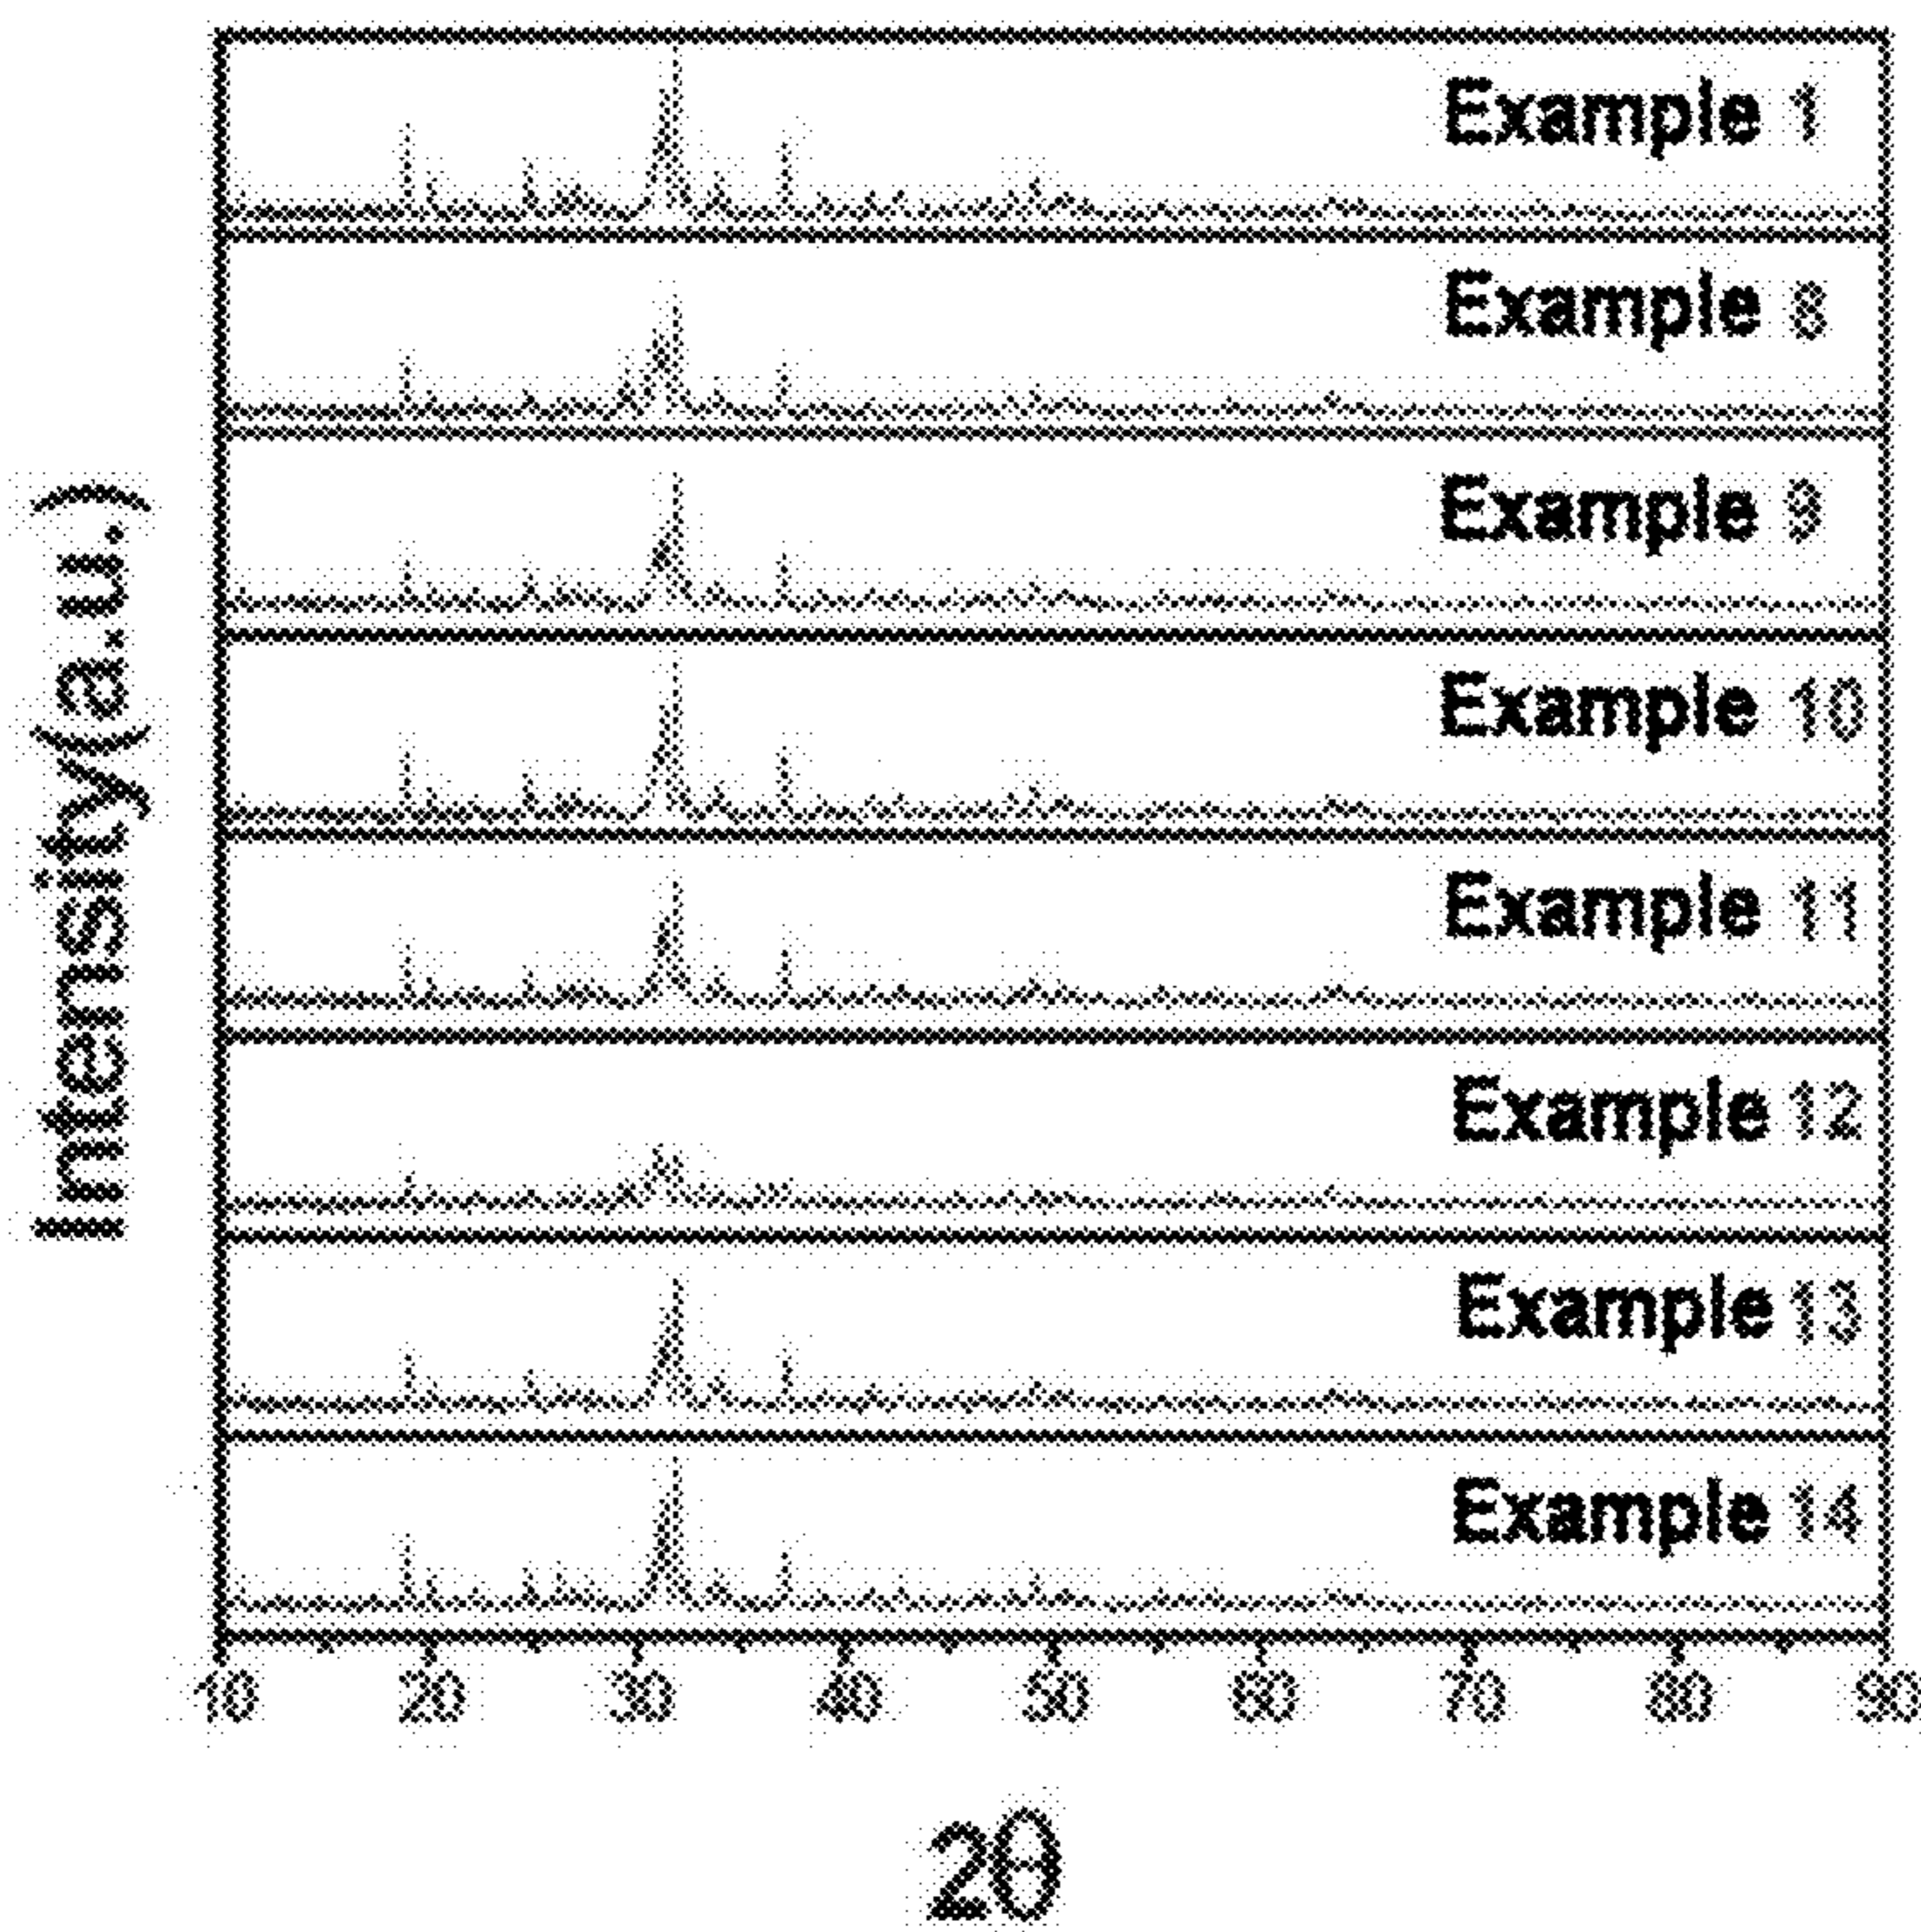 Intensity(a.u.)
Example 1
Example 8
Example 9
Example 10
Example 11
Example 12
Example 13
Example 14
10 20 30 40 50 60 70 80 90
2θ